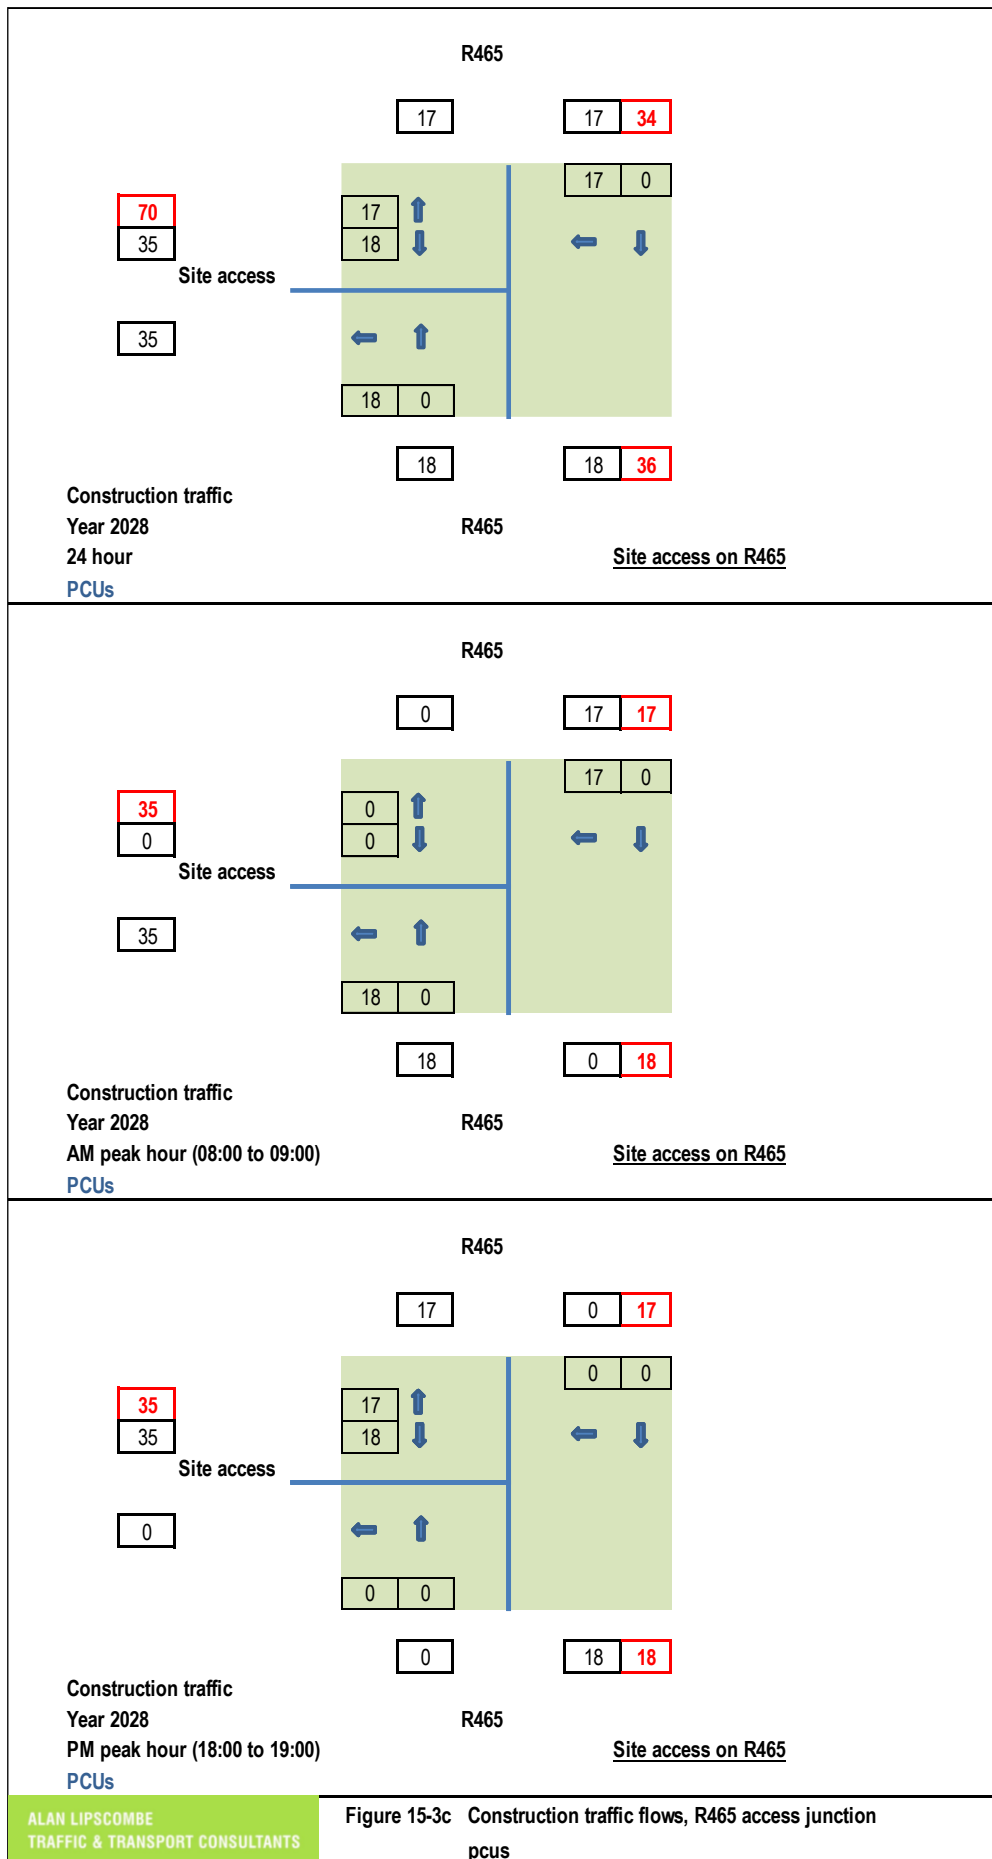 R465
17 17 34
17 0
70 17
35 18
Site access
35
18 0
18 18 36
Construction traffic
Year 2028 R465
24 hour Site access on R465
PCUs
R465
0 17 17
17 0
35 0
0 0
Site access
35
18 0
18 0 18
Construction traffic
Year 2028 R465
AM peak hour (08:00 to 09:00) Site access on R465
PCUs
R465
17 0 17
0 0
35 17
35 18
Site access
0
0 0
0 18 18
Construction traffic
Year 2028 R465
PM peak hour (18:00 to 19:00) Site access on R465
PCUs
ALAN LIPSCOMBE
TRAFFIC & TRANSPORT CONSULTANTS
Figure 15-3c Construction traffic flows, R465 access junction
pcus